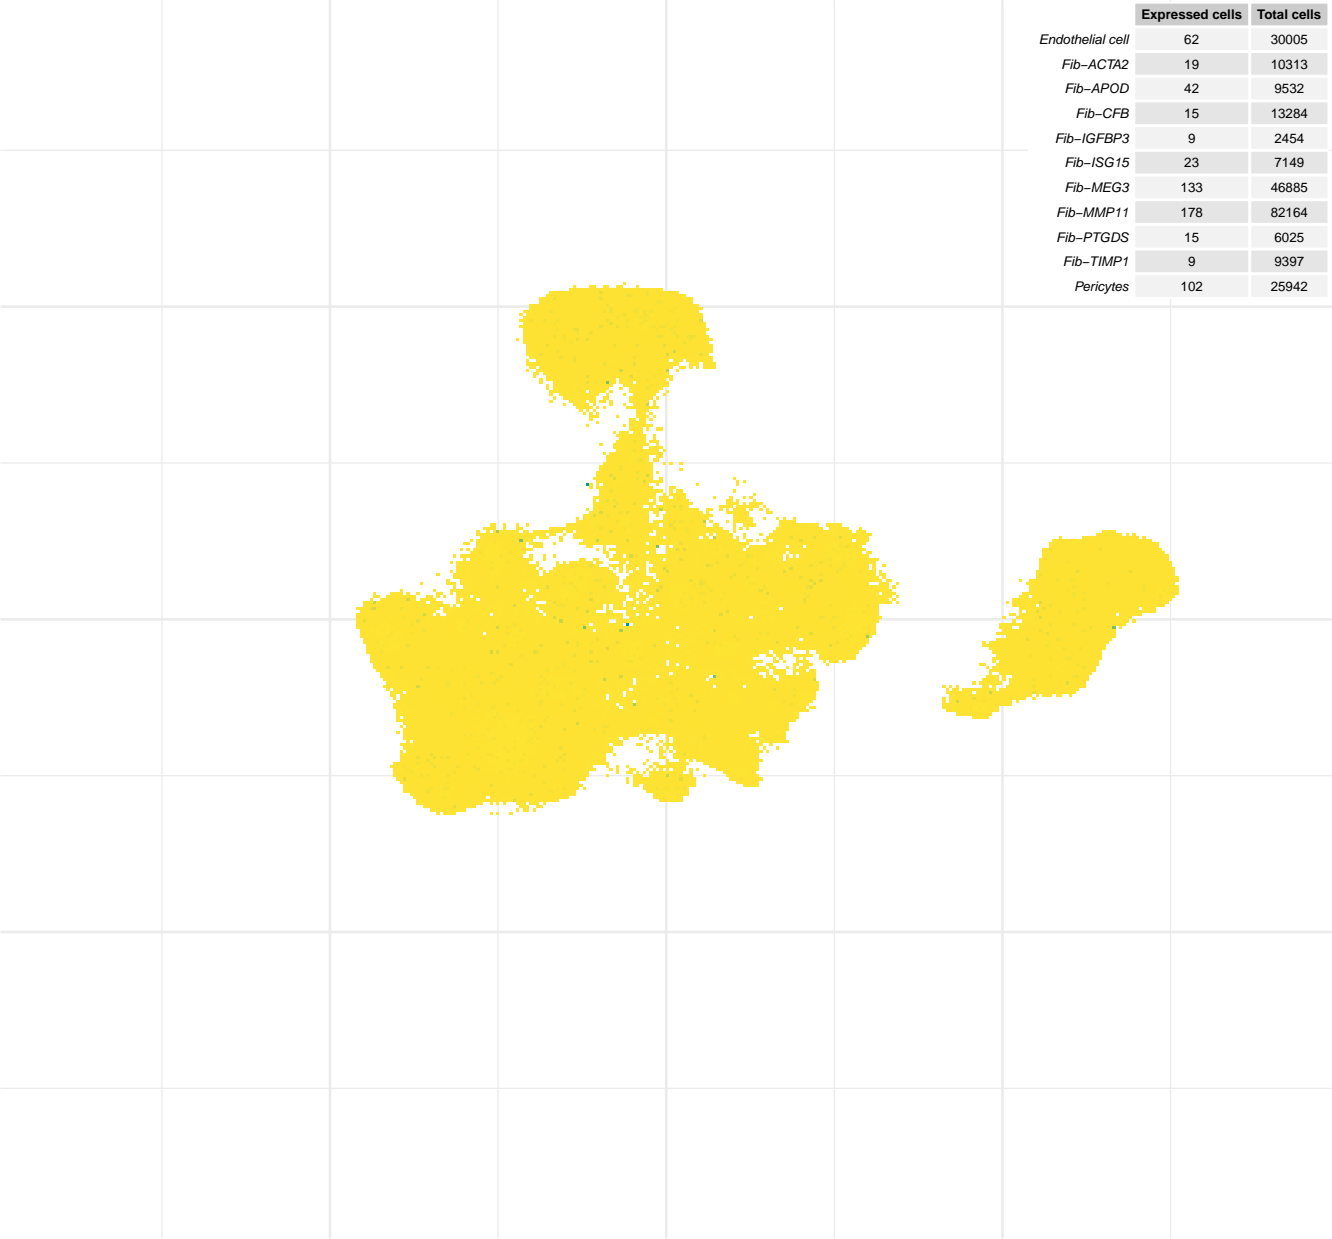 Expressed cells Total cells
Endothelial cell 62 30005
Fib−ACTA2 19 10313
Fib−APOD 42 9532
Fib−CFB 15 13284
Fib−IGFBP3 9 2454
Fib−ISG15 23 7149
Fib−MEG3 133 46885
Fib−MMP11 178 82164
Fib−PTGDS 15 6025
Fib−TIMP1 9 9397
Pericytes 102 25942